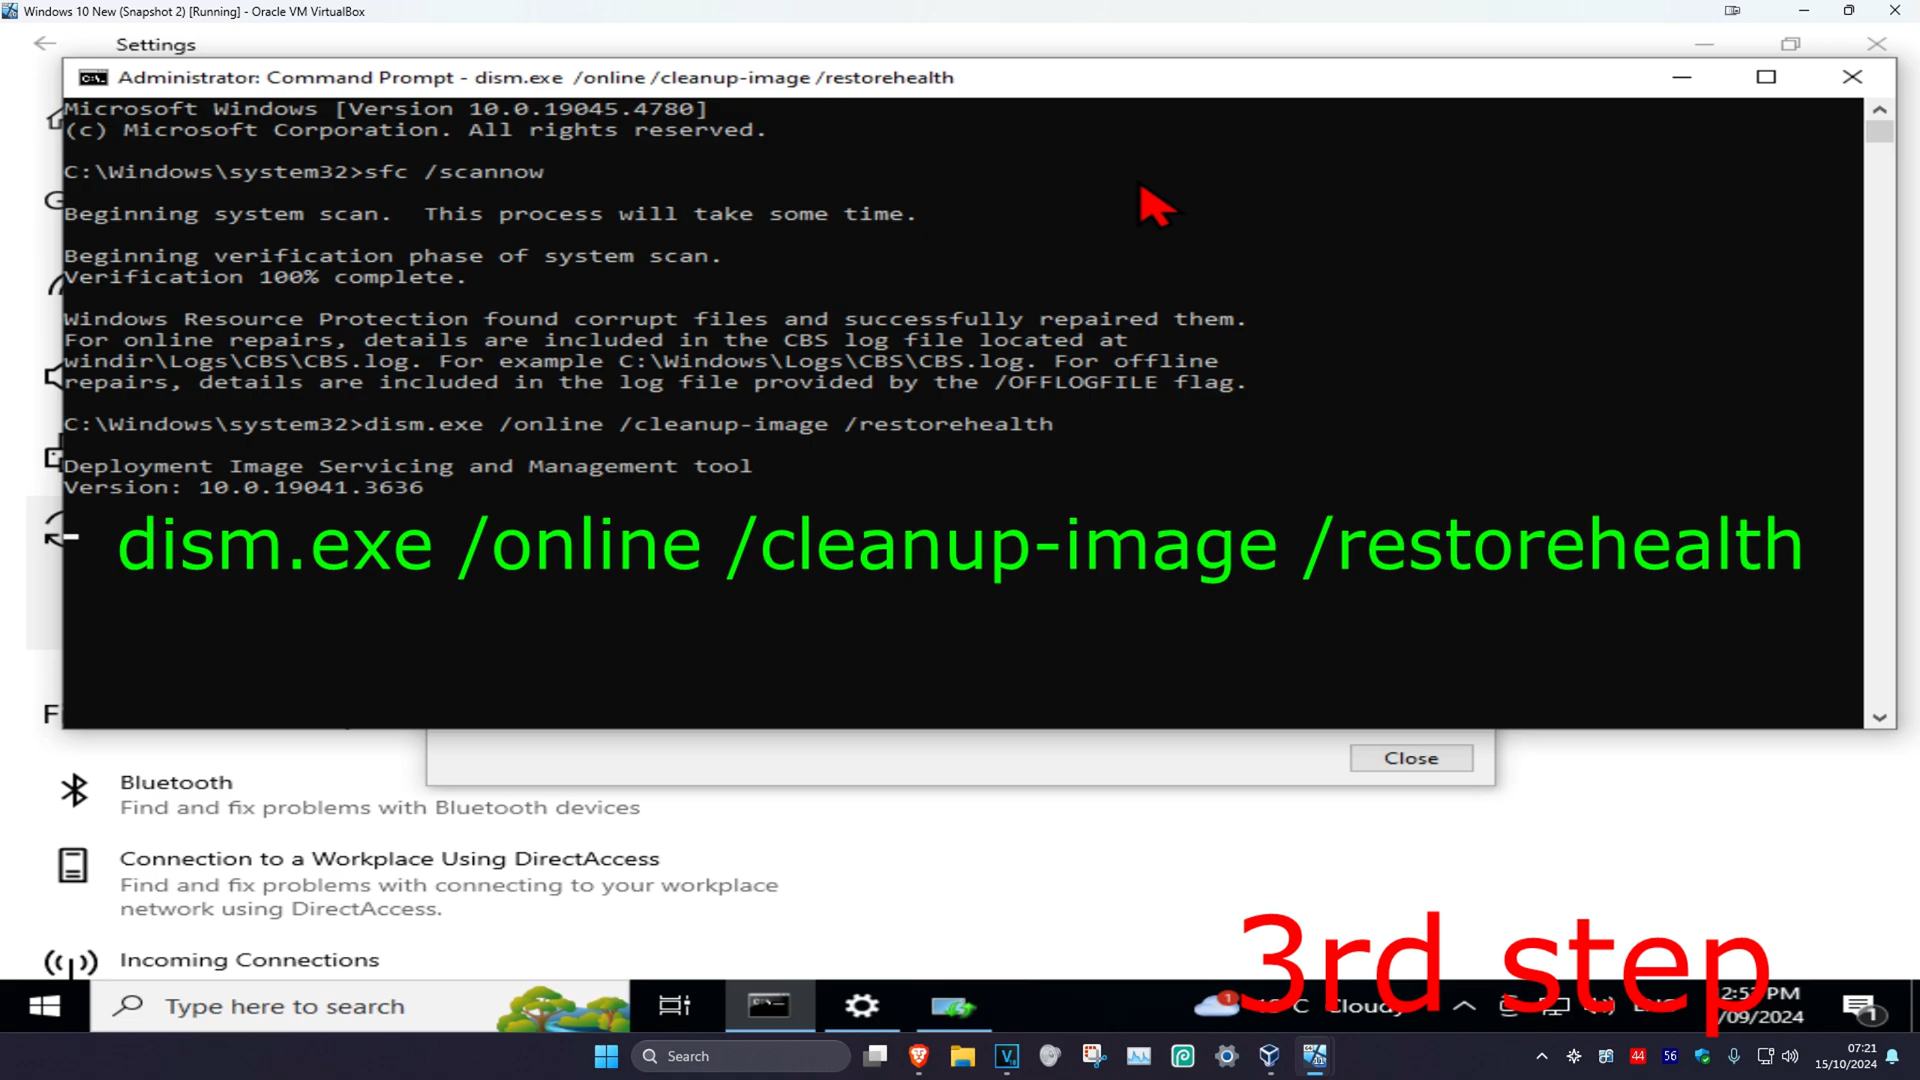 Windows 10 New (Snapshot 2) [Running] - Oracle VM VirtualBox
Settings
Administrator: Command Prompt - dism.exe /online /cleanup-image /restorehealth
Microsoft Windows [Version 10.0.19045.4780]
(c) Microsoft Corporation. All rights reserved.
C:\Windows\system32>sfc /scannow
Beginning system scan. This process will take some time.
Beginning verification phase of system scan.
Verification 100% complete.
Windows Resource Protection found corrupt files and successfully repaired them.
For online repairs, details are included in the CBS log file located at
windir\Logs\CBS\CBS.log. For example C:\Windows\Logs\CBS\CBS.log. For offline
repairs, details are included in the log file provided by the /OFFLOGFILE flag.
C:\Windows\system32>dism.exe /online /cleanup-image /restorehealth
Deployment Image Servicing and Management tool
Version: 10.0.19041.3636
dism.exe /online /cleanup-image /restorehealth
Close
Bluetooth
Find and fix problems with Bluetooth devices
Connection to a Workplace Using DirectAccess
Find and fix problems with connecting to your workplace
network using DirectAccess.
Incoming Connections
3rd step
Type here to search
1
Cloudy
PM
/09/2024
1
Search
44
56
07:21
15/10/2024